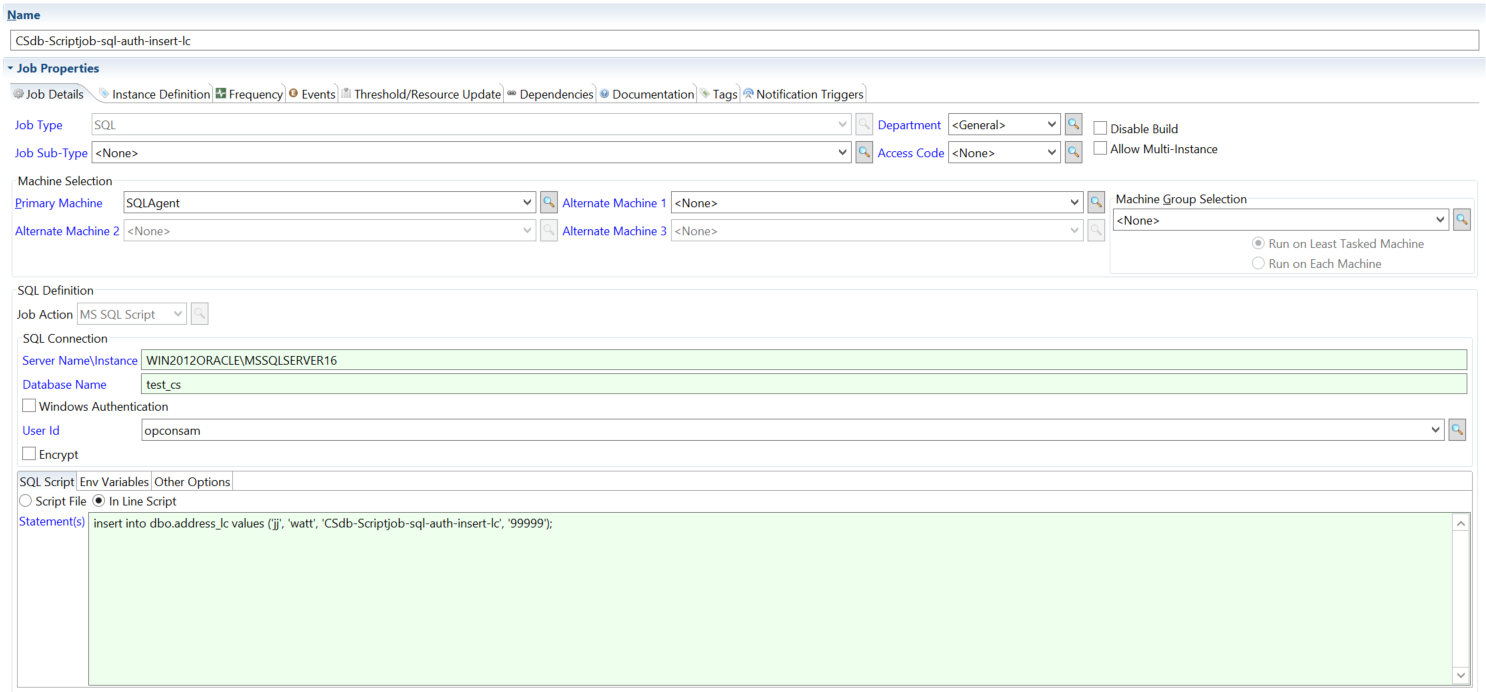 Name
CSdb-Scriptjob-sql-auth-insert-lc
Job Properties
Job Details Instance Definition Frequency Events Threshold/Resource Update Dependencies Documentation Tags Notification Triggers
Job Type SQL Department <General> Disable Build
Job Sub-Type <None> Access Code <None> Allow Multi-Instance
Machine Selection
Primary Machine SQLAgent Alternate Machine 1 <None> Machine Group Selection
<None>
Alternate Machine 2 <None> Alternate Machine 3 <None>
Run on Least Tasked Machine
Run on Each Machine
SQL Definition
Job Action MS SQL Script
SQL Connection
Server Name\Instance WIN2012ORACLE\MSSQLSERVER16
Database Name test_cs
Windows Authentication
User Id opconsam
Encrypt
SQL Script Env Variables Other Options
Script File In Line Script
Statement(s) insert into dbo.address_lc values ('jj', 'watt', 'CSdb-Scriptjob-sql-auth-insert-lc', '99999');